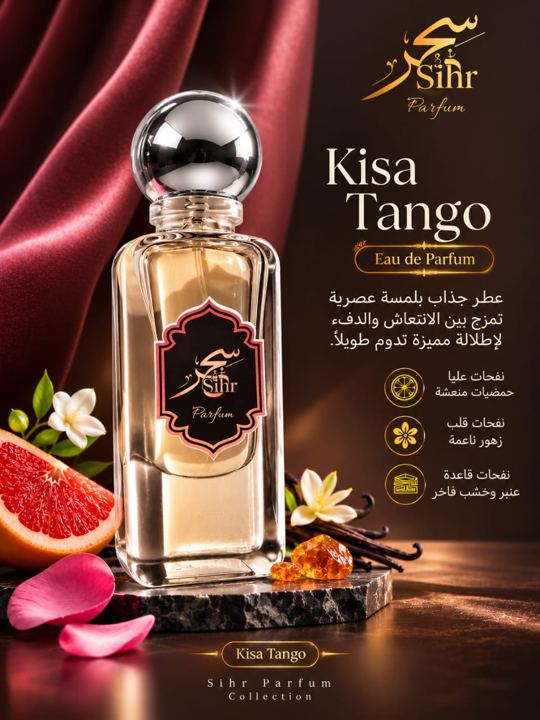 سحر
Sihr
Parfum
Kisa
Tango
Eau de Parfum
عطر جذاب بلمسة عصرية
تمزج بين الانتعاش والدفء
لإطلالة مميزة تدوم طويلاً.
نفحات عليا
حمضيات منعشة
نفحات قلب
زهور ناعمة
نفحات قاعدة
عنبر وخشب فاخر
سحر
Sihr
Parfum
Kisa Tango
Sihr Parfum
Collection